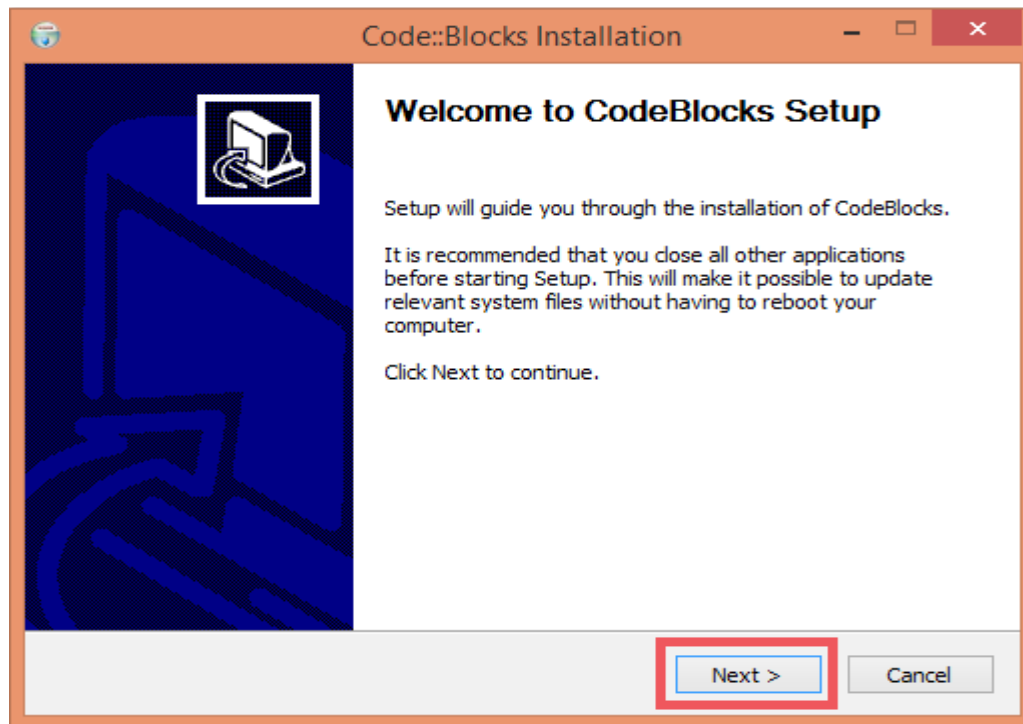 Code::Blocks Installation
Welcome to CodeBlocks Setup
Setup will guide you through the installation of CodeBlocks.
It is recommended that you close all other applications
before starting Setup. This will make it possible to update
relevant system files without having to reboot your
computer.
Click Next to continue.
Next >
Cancel